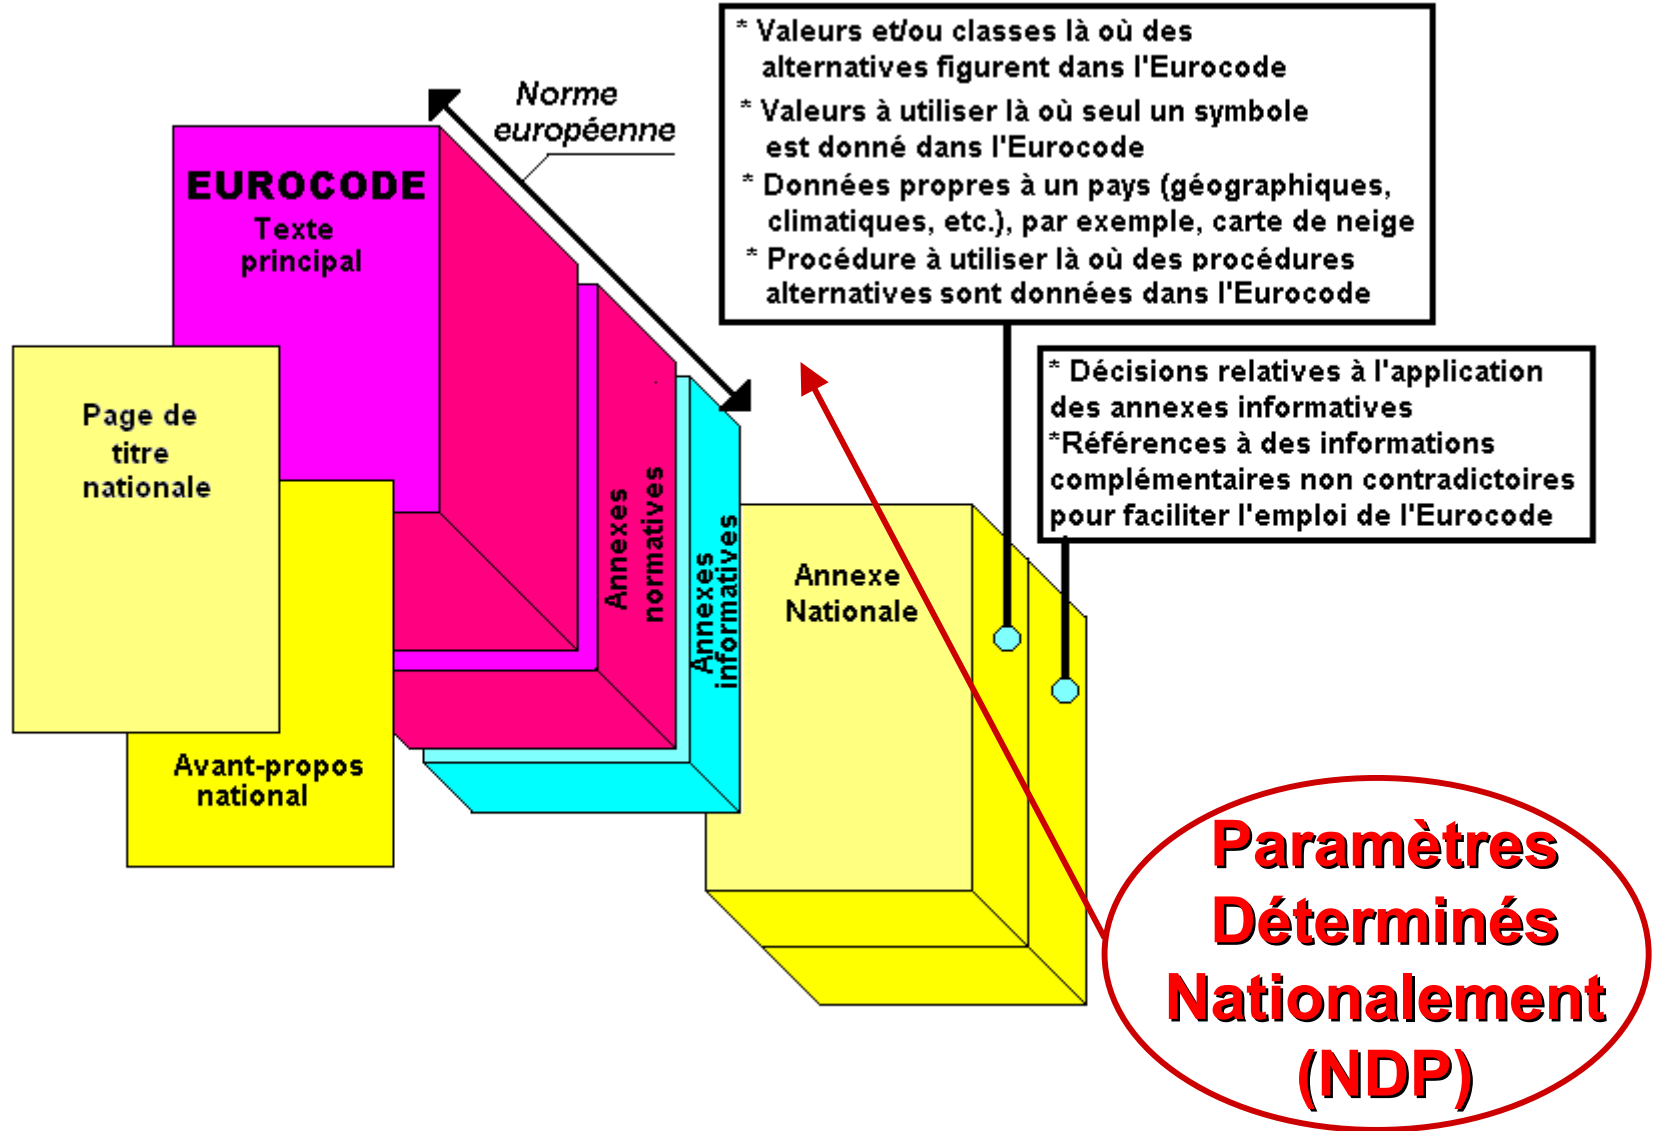 * Valeurs et/ou classes là où des
alternatives figurent dans l'Eurocode
* Valeurs à utiliser là où seul un symbole
est donné dans l'Eurocode
* Données propres à un pays (géographiques,
climatiques, etc.), par exemple, carte de neige
* Procédure à utiliser là où des procédures
alternatives sont données dans l'Eurocode
Norme
européenne
EUROCODE
Texte
principal
* Décisions relatives à l'application
des annexes informatives
*Références à des informations
complémentaires non contradictoires
pour faciliter l'emploi de l'Eurocode
Page de
titre
nationale
Annexes
normatives
Annexes
informatives
Annexe
Nationale
Avant-propos
national
Paramètres
Déterminés
Nationalement
(NDP)